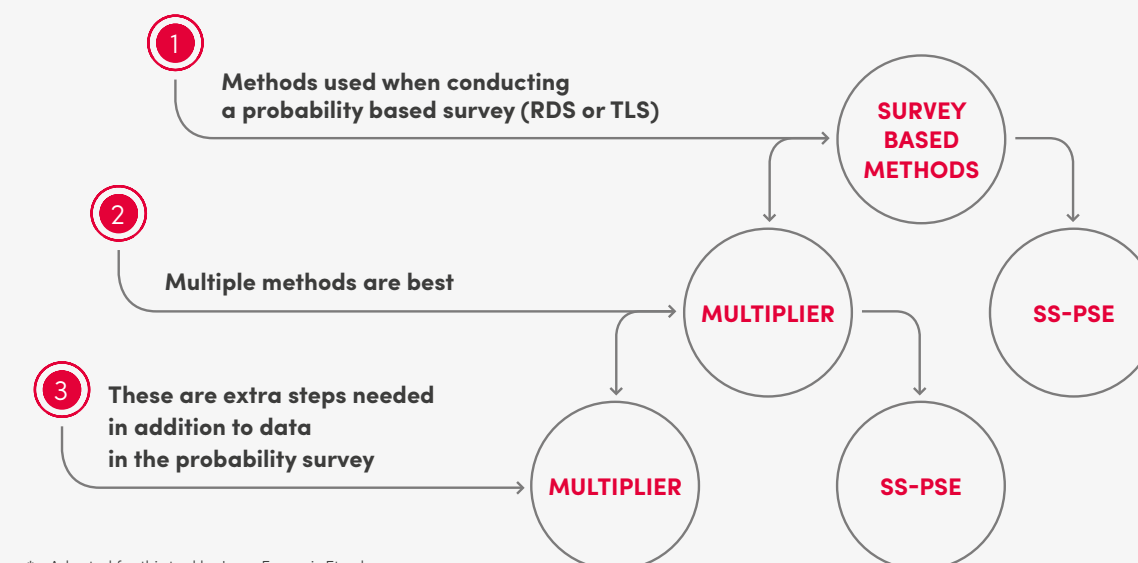 1
Methods used when conducting
a probability based survey (RDS or TLS)
SURVEY
BASED
METHODS
2
Multiple methods are best
MULTIPLIER
SS-PSE
3
These are extra steps needed
in addition to data
in the probability survey
MULTIPLIER
SS-PSE